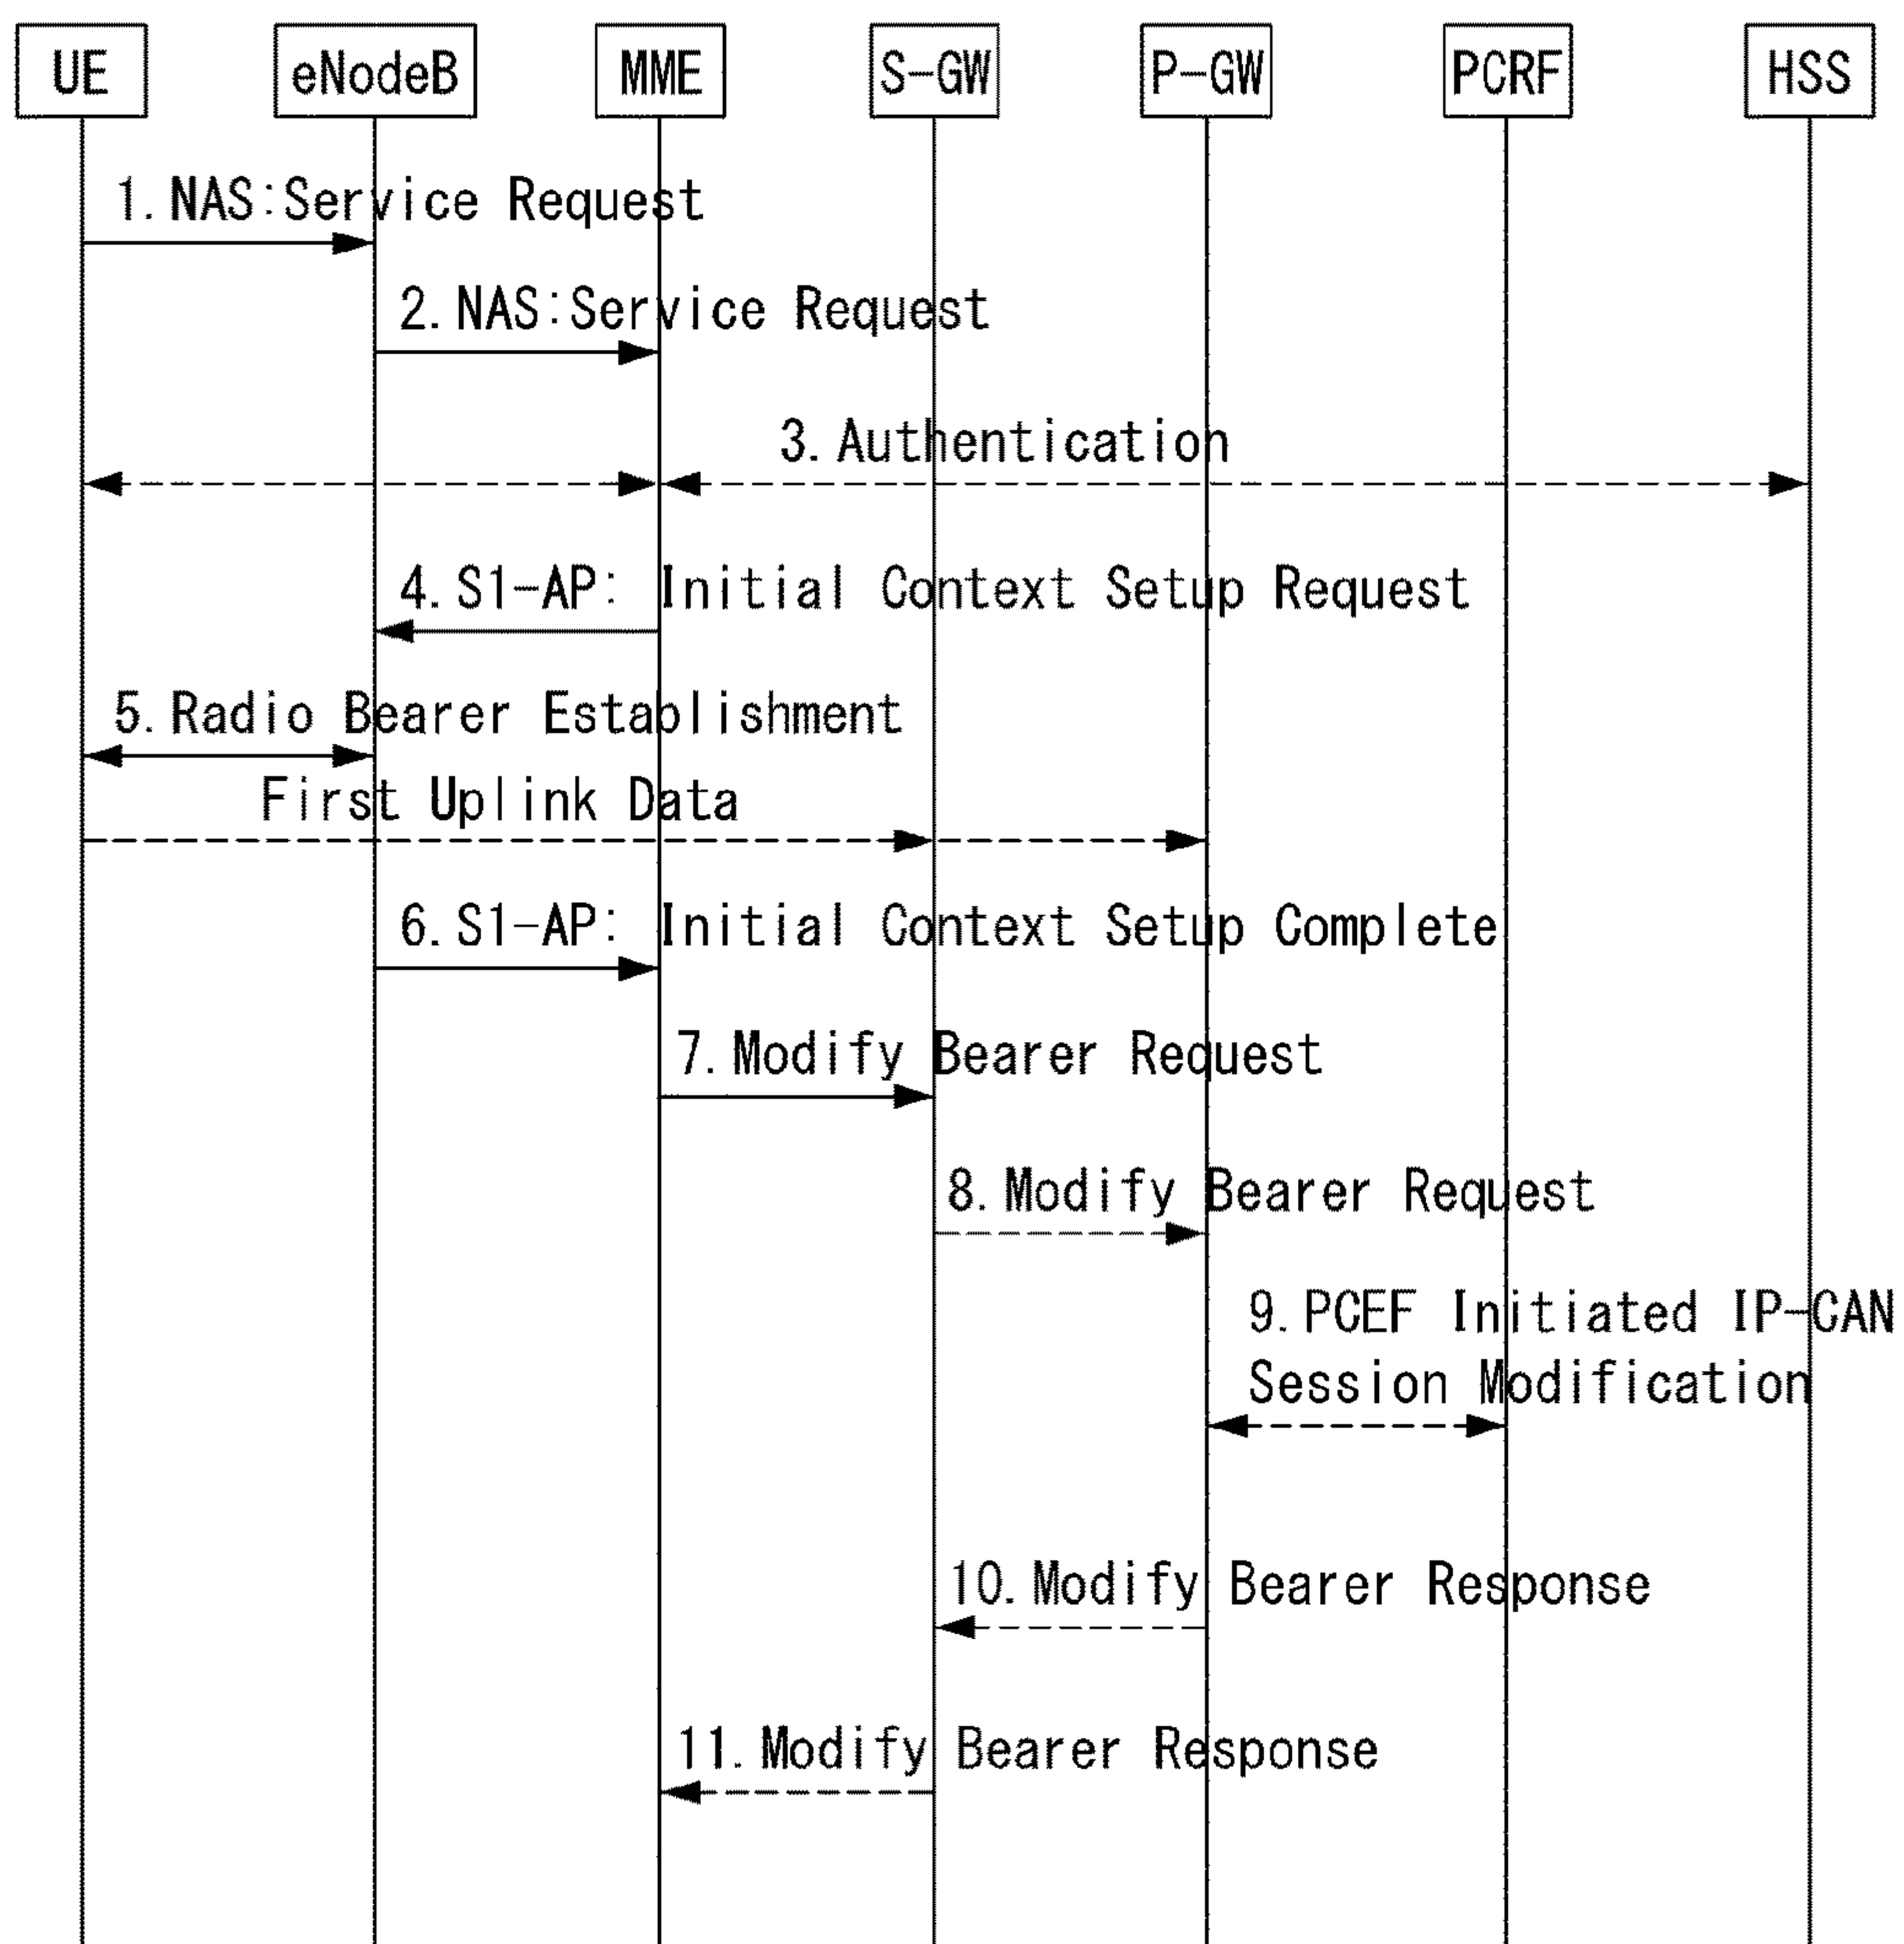 UE
eNodeB
MME
S-GW
P-GW
PCRF
HSS
1.NAS:Service Request
2.NAS:Service Request
3.Authentication
4.S1-AP: Initial Context Setup Request
5.Radio Bearer Establishment
First Uplink Data
6.S1-AP: Initial Context Setup Complete
7.Modify Bearer Request
8.Modify Bearer Request
9.PCEF Initiated IP-CAN
Session Modification
10.Modify Bearer Response
11.Modify Bearer Response